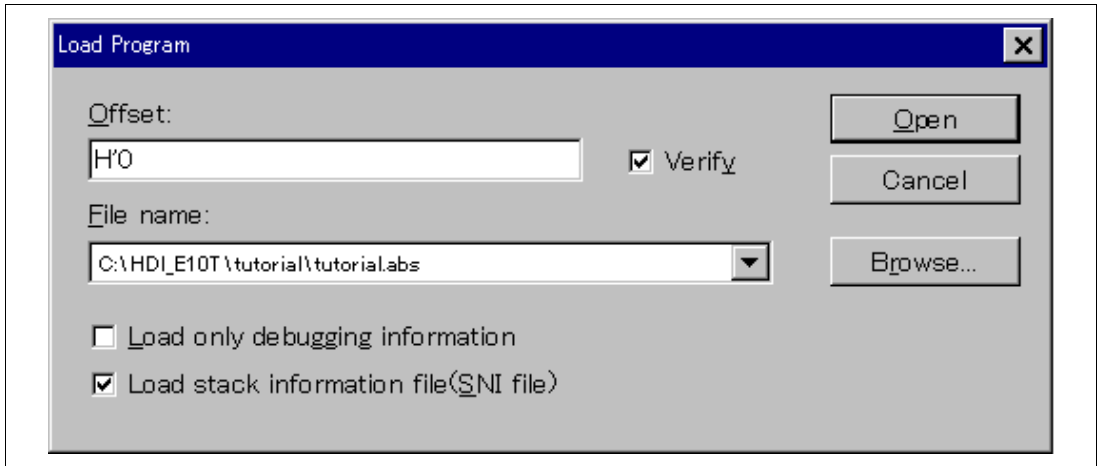 Load Program
Offset:
H'0
Verify
Open
Cancel
File name:
C:\HDI_E10T\tutorial\tutorial.abs
Browse...
Load only debugging information
Load stack information file(SNI file)